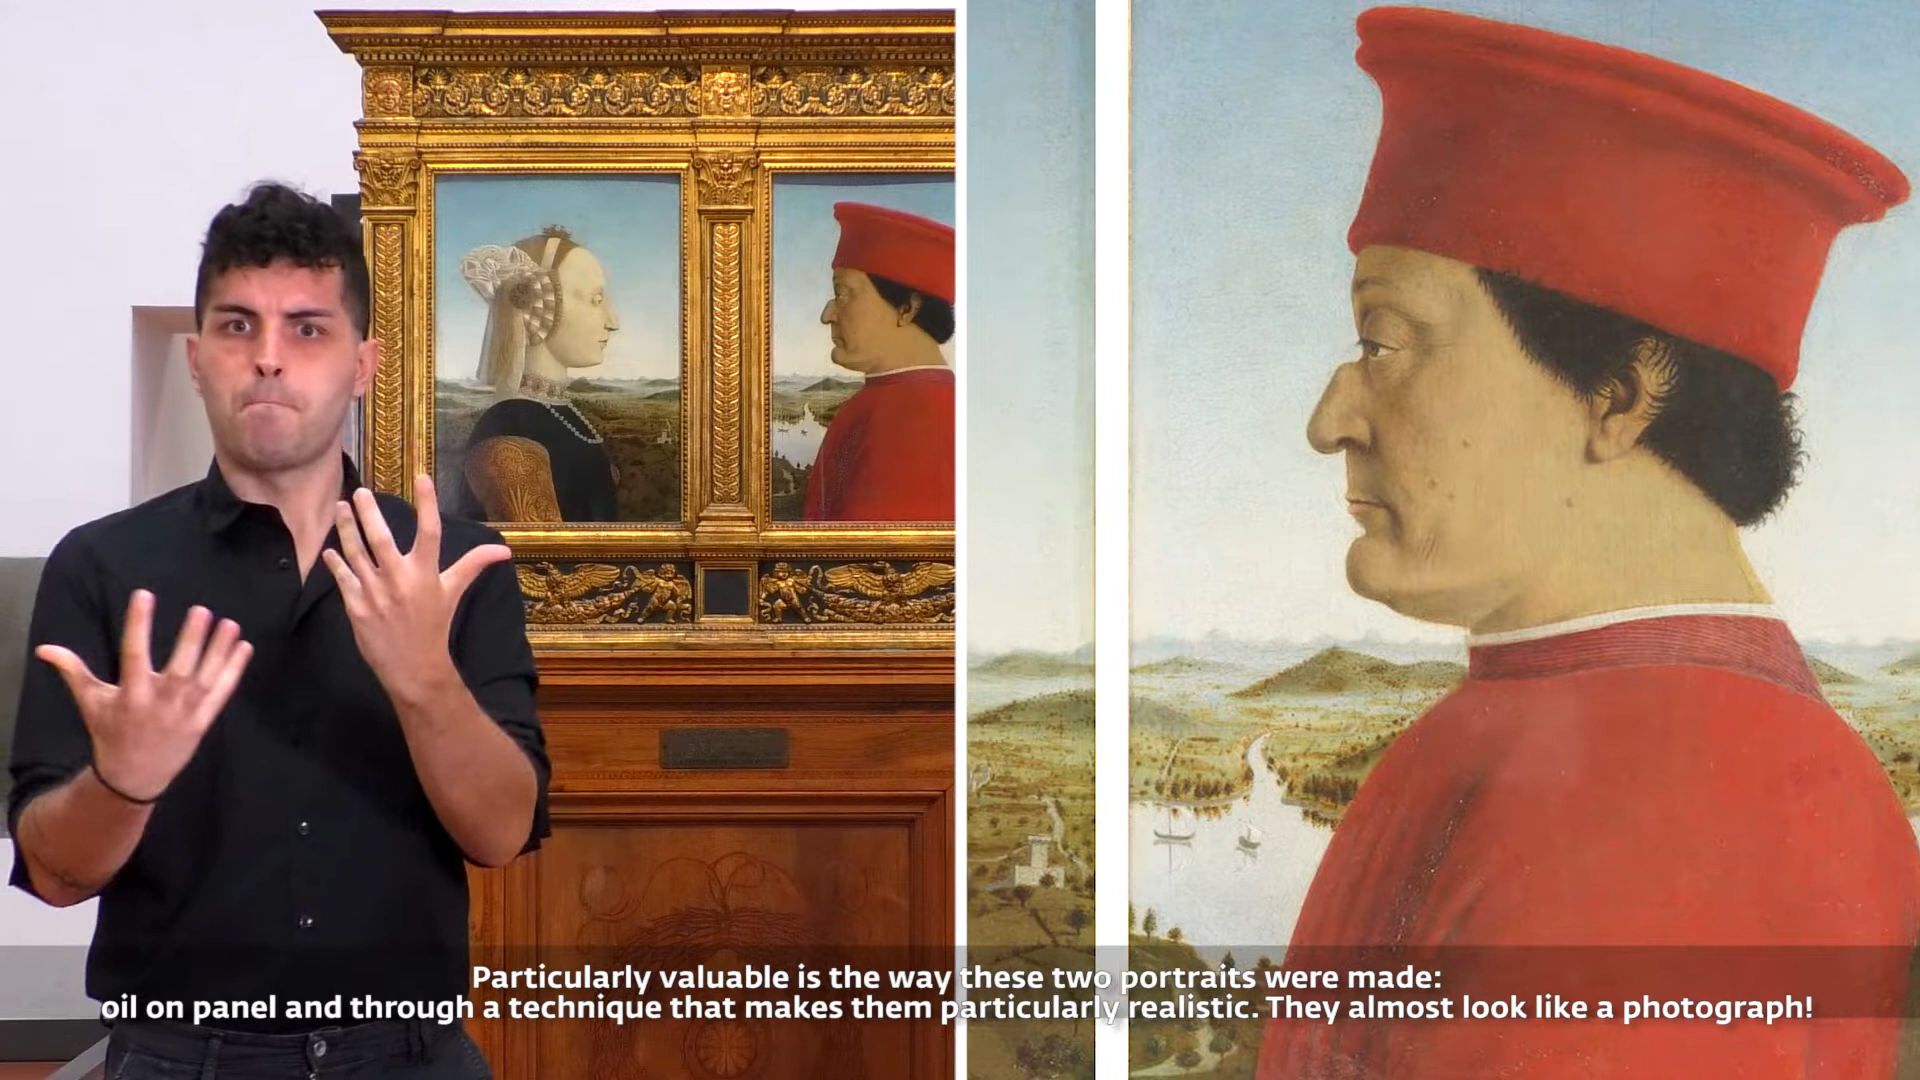 Particularly valuable is the way these two portraits were made:
oil on panel and through a technique that makes them particularly realistic. They almost look like a photograph!